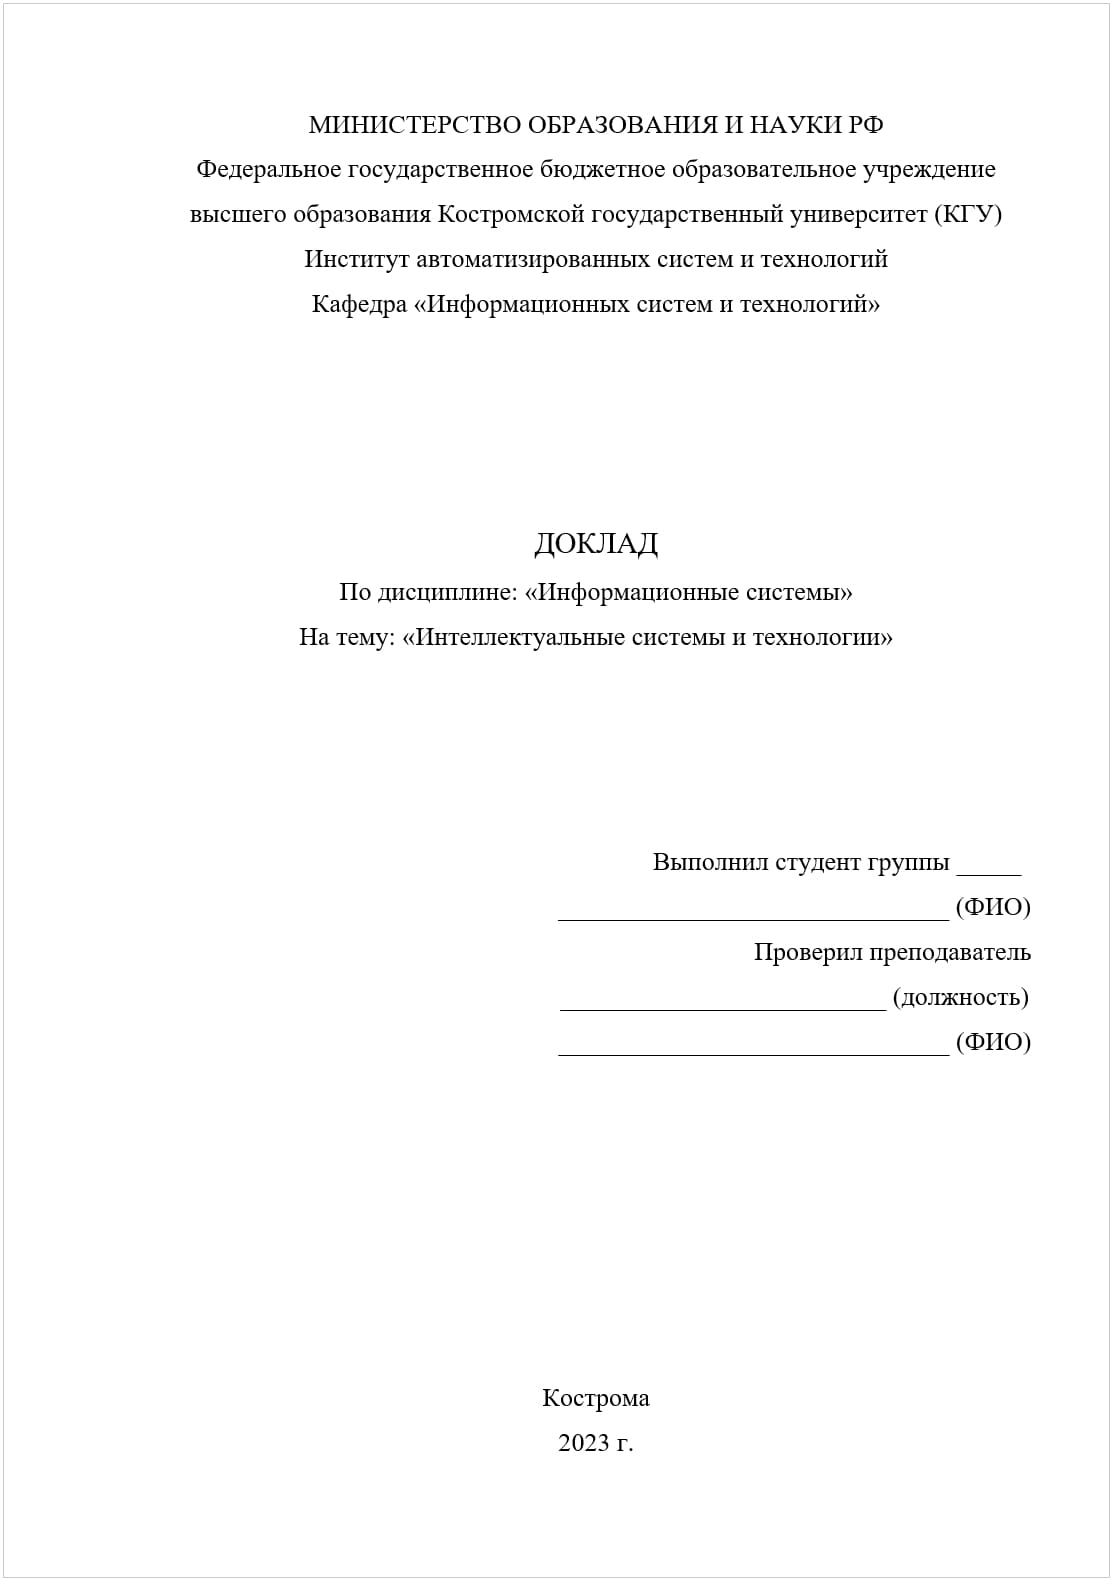 МИНИСТЕРСТВО ОБРАЗОВАНИЯ И НАУКИ РФ
Федеральное государственное бюджетное образовательное учреждение
высшего образования Костромской государственный университет (КГУ)
Институт автоматизированных систем и технологий
Кафедра «Информационных систем и технологий»
ДОКЛАД
По дисциплине: «Информационные системы»
На тему: «Интеллектуальные системы и технологии»
Выполнил студент группы _____
______________________________ (ФИО)
Проверил преподаватель
_________________________ (должность)
______________________________ (ФИО)
Кострома
2023 г.